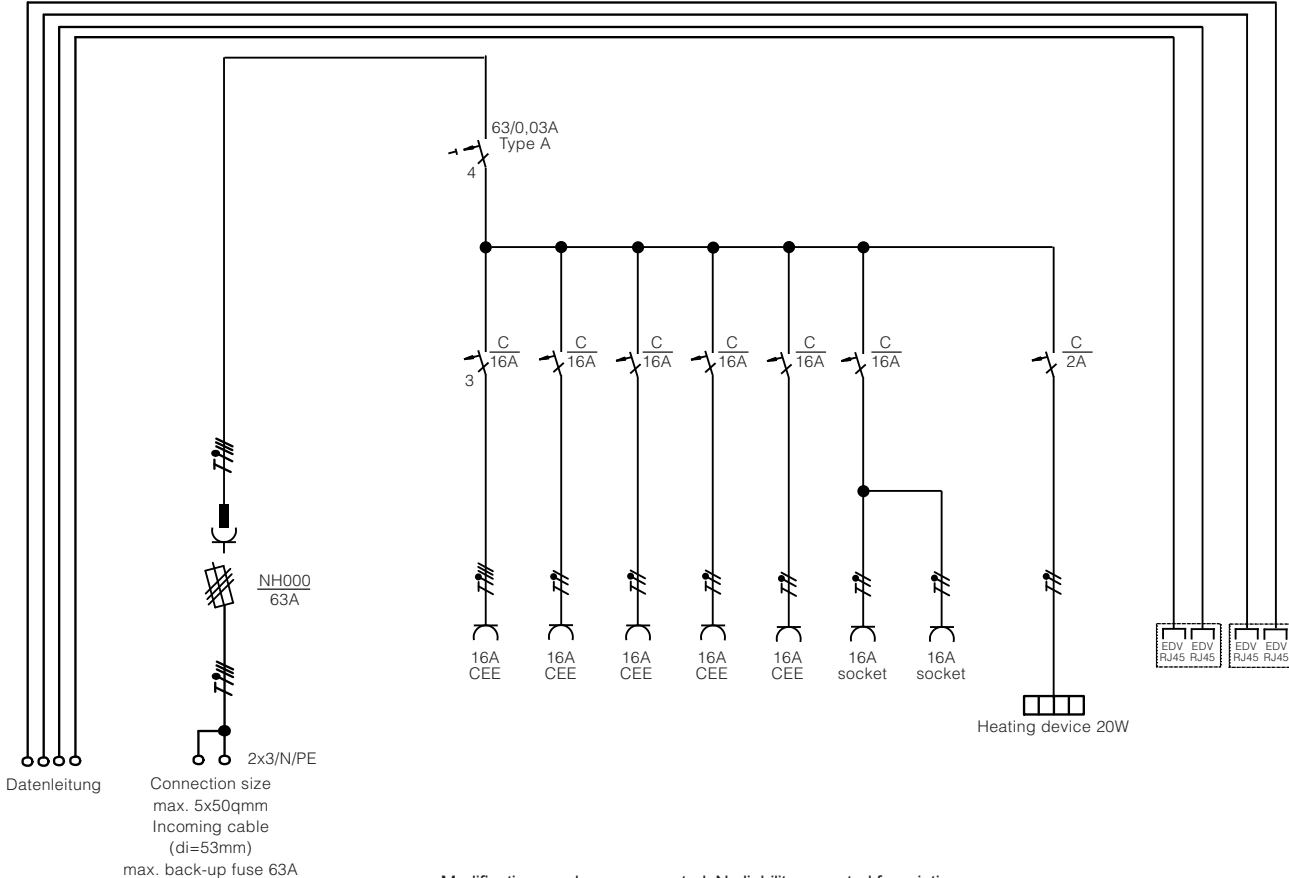 63/0,03A
Type A
4
C
16A
3
C
16A
C
16A
C
16A
C
16A
C
16A
C
2A
NH000
63A
16A
CEE
16A
CEE
16A
CEE
16A
CEE
16A
CEE
16A
socket
16A
socket
EDV
RJ45
EDV
RJ45
EDV
RJ45
EDV
RJ45
Heating device 20W
2x3/N/PE
Datenleitung
Connection size
max. 5x50qmm
Incoming cable
(di=53mm)
max. back-up fuse 63A